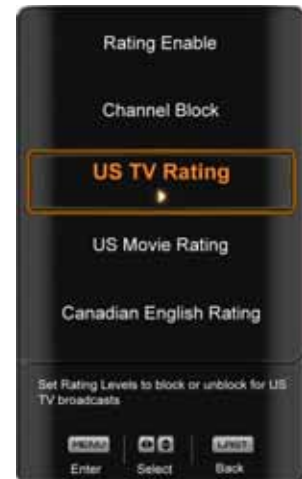 Rating Enable
Channel Block
US TV Rating
US Movie Rating
Canadian English Rating
Set Rating Levels to block or unblock for US
TV broadcasts
MENU LAST
Enter Select Back